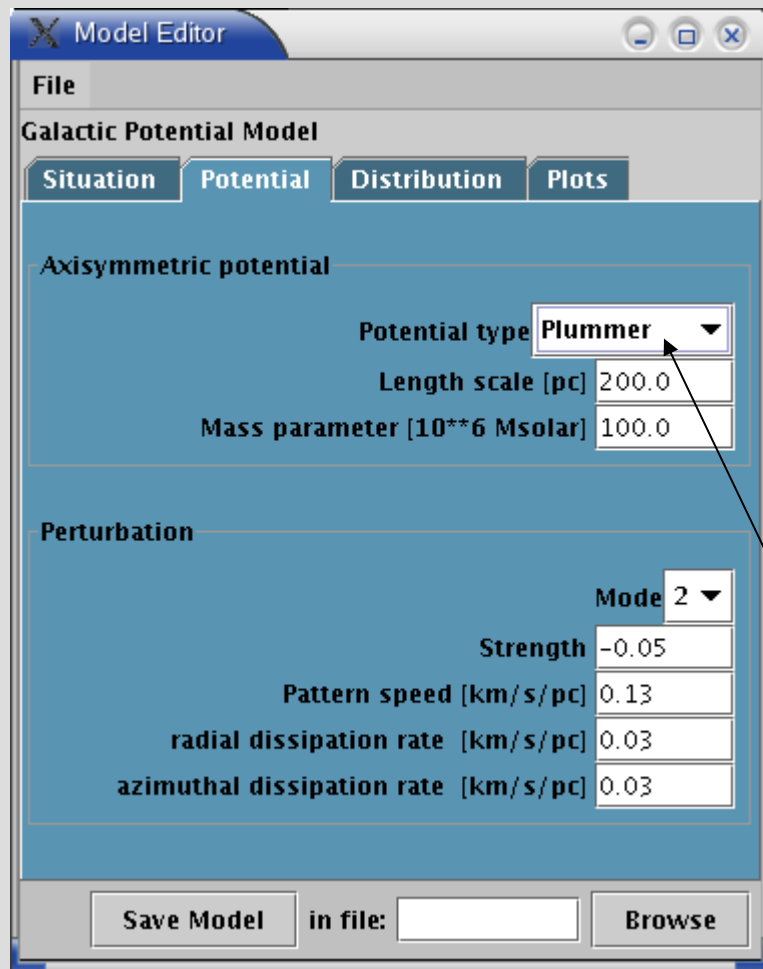 Model Editor
File
Galactic Potential Model
Situation Potential Distribution Plots
Axisymmetric potential
Potential type Plummer
Length scale [pc] 200.0
Mass parameter [10**6 Msolar] 100.0
Perturbation
Mode 2
Strength -0.05
Pattern speed [km/s/pc] 0.13
radial dissipation rate [km/s/pc] 0.03
azimuthal dissipation rate [km/s/pc] 0.03
Save Model in file: Browse